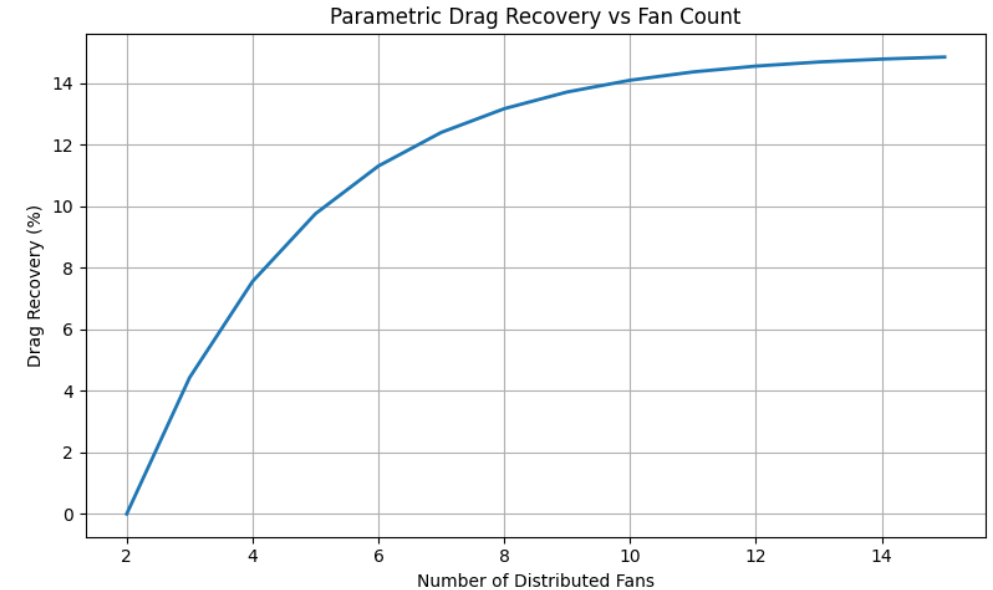 Parametric Drag Recovery vs Fan Count
Drag Recovery (%)
14
12
10
8
6
4
2
0
2 4 6 8 10 12 14
Number of Distributed Fans